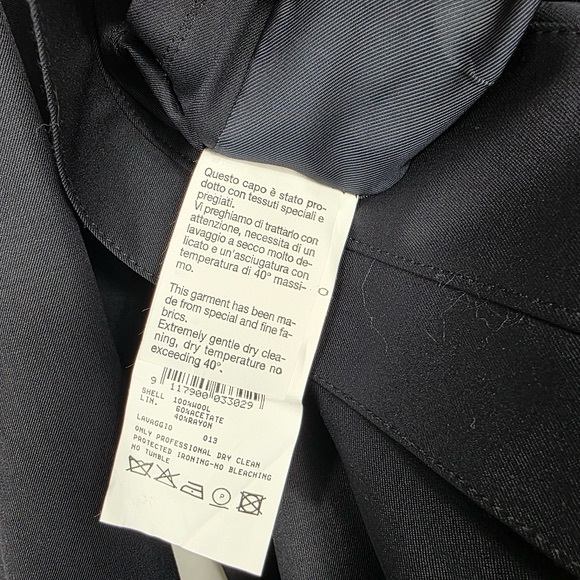 Questo capo è stato pro-
dotto con tessuti speciali e
pregiati.
Vi preghiamo di trattarlo con
attenzione, necessita di un
lavaggio a secco molto de-
licato e un'asciugatura con
temperatura di 40° massi-
mo.
This garment has been ma-
de from special and fine fa-
brics.
Extremely gentle dry clea-
ning, dry temperature no
exceeding 40°.
9 117900 033029
SHELL 100%WOOL
LIN. 60%ACETATE
40%RAYON
LAVAGGIO 013
ONLY PROFESSIONAL DRY CLEAN
PROTECTED IRONING-NO BLEACHING
NO TUMBLE
P